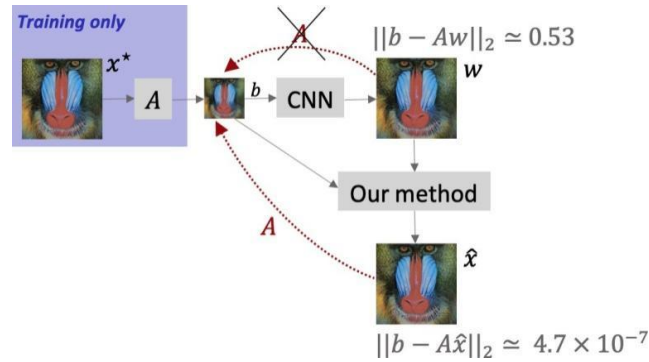 Training only
x*
A
b
CNN
A
||b − Aw||₂ ≃ 0.53
w
Our method
A
x̂
||b − Ax̂||₂ ≃ 4.7 × 10⁻⁷